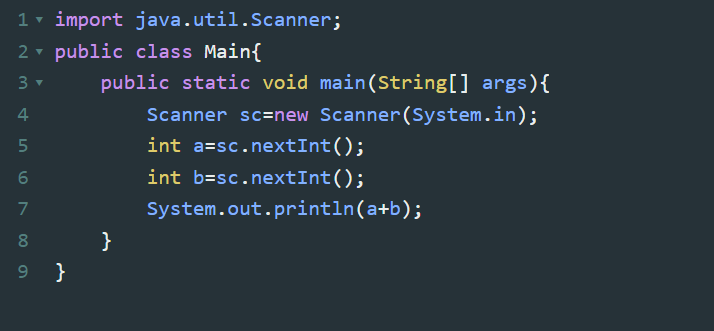 1 import java.util.Scanner;
2 public class Main{
3     public static void main(String[] args){
4         Scanner sc=new Scanner(System.in);
5         int a=sc.nextInt();
6         int b=sc.nextInt();
7         System.out.println(a+b);
8     }
9 }